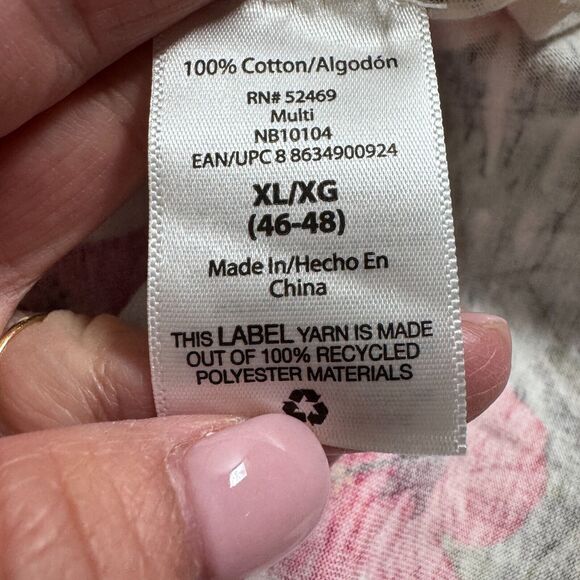 100% Cotton/Algodón
RN# 52469
Multi
NB10104
EAN/UPC 8 8634900924
XL/XG
(46-48)
Made In/Hecho En
China
THIS LABEL YARN IS MADE
OUT OF 100% RECYCLED
POLYESTER MATERIALS